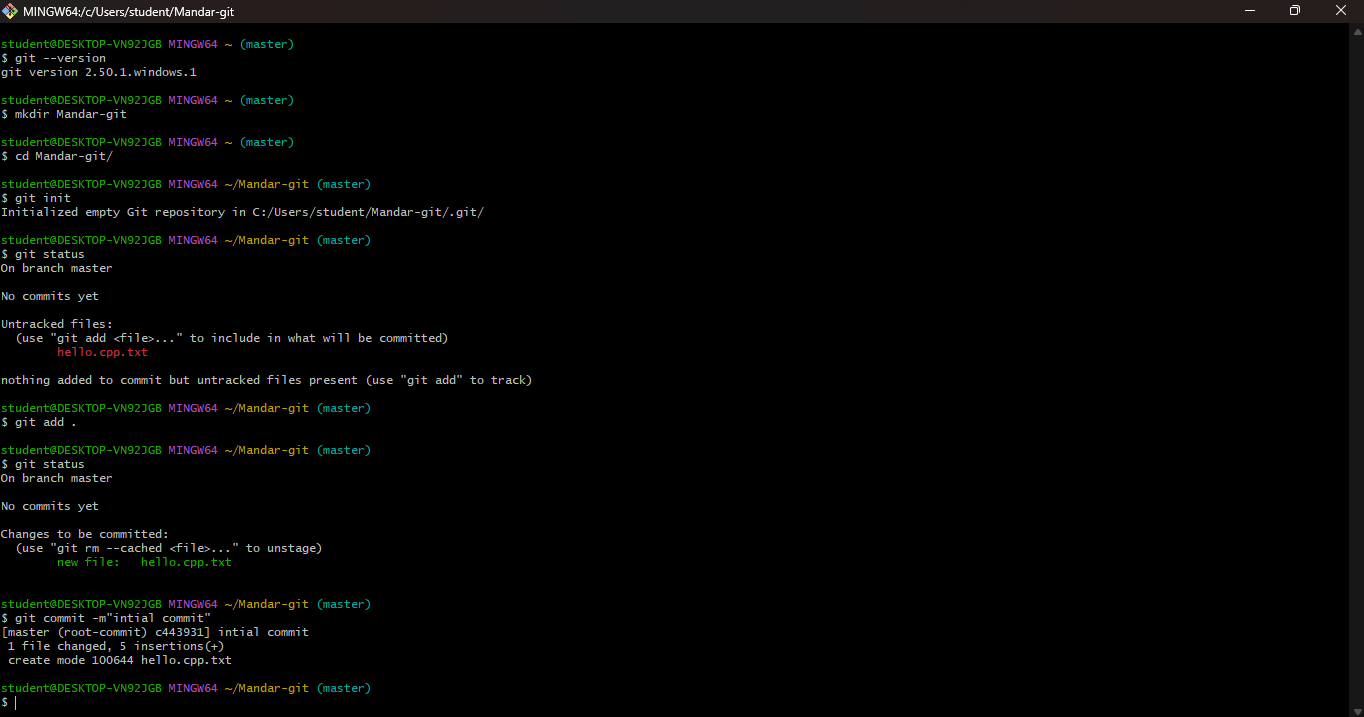 MINGW64:/c/Users/student/Mandar-git
student@DESKTOP-VN92JGB MINGW64 ~ (master)
$ git --version
git version 2.50.1.windows.1
student@DESKTOP-VN92JGB MINGW64 ~ (master)
$ mkdir Mandar-git
student@DESKTOP-VN92JGB MINGW64 ~ (master)
$ cd Mandar-git/
student@DESKTOP-VN92JGB MINGW64 ~/Mandar-git (master)
$ git init
Initialized empty Git repository in C:/Users/student/Mandar-git/.git/
student@DESKTOP-VN92JGB MINGW64 ~/Mandar-git (master)
$ git status
On branch master
No commits yet
Untracked files:
  (use "git add <file>..." to include in what will be committed)
        hello.cpp.txt
nothing added to commit but untracked files present (use "git add" to track)
student@DESKTOP-VN92JGB MINGW64 ~/Mandar-git (master)
$ git add .
student@DESKTOP-VN92JGB MINGW64 ~/Mandar-git (master)
$ git status
On branch master
No commits yet
Changes to be committed:
  (use "git rm --cached <file>..." to unstage)
        new file:   hello.cpp.txt
student@DESKTOP-VN92JGB MINGW64 ~/Mandar-git (master)
$ git commit -m"intial commit"
[master (root-commit) c443931] intial commit
 1 file changed, 5 insertions(+)
 create mode 100644 hello.cpp.txt
student@DESKTOP-VN92JGB MINGW64 ~/Mandar-git (master)
$